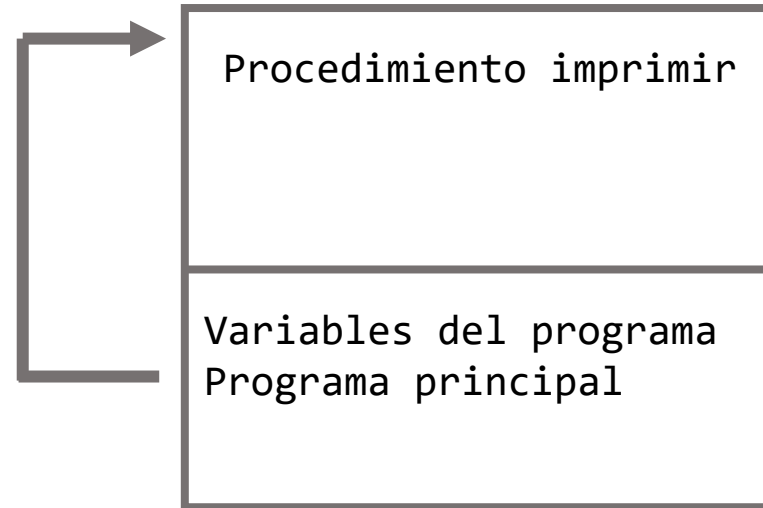 Procedimiento imprimir
Variables del programa
Programa principal